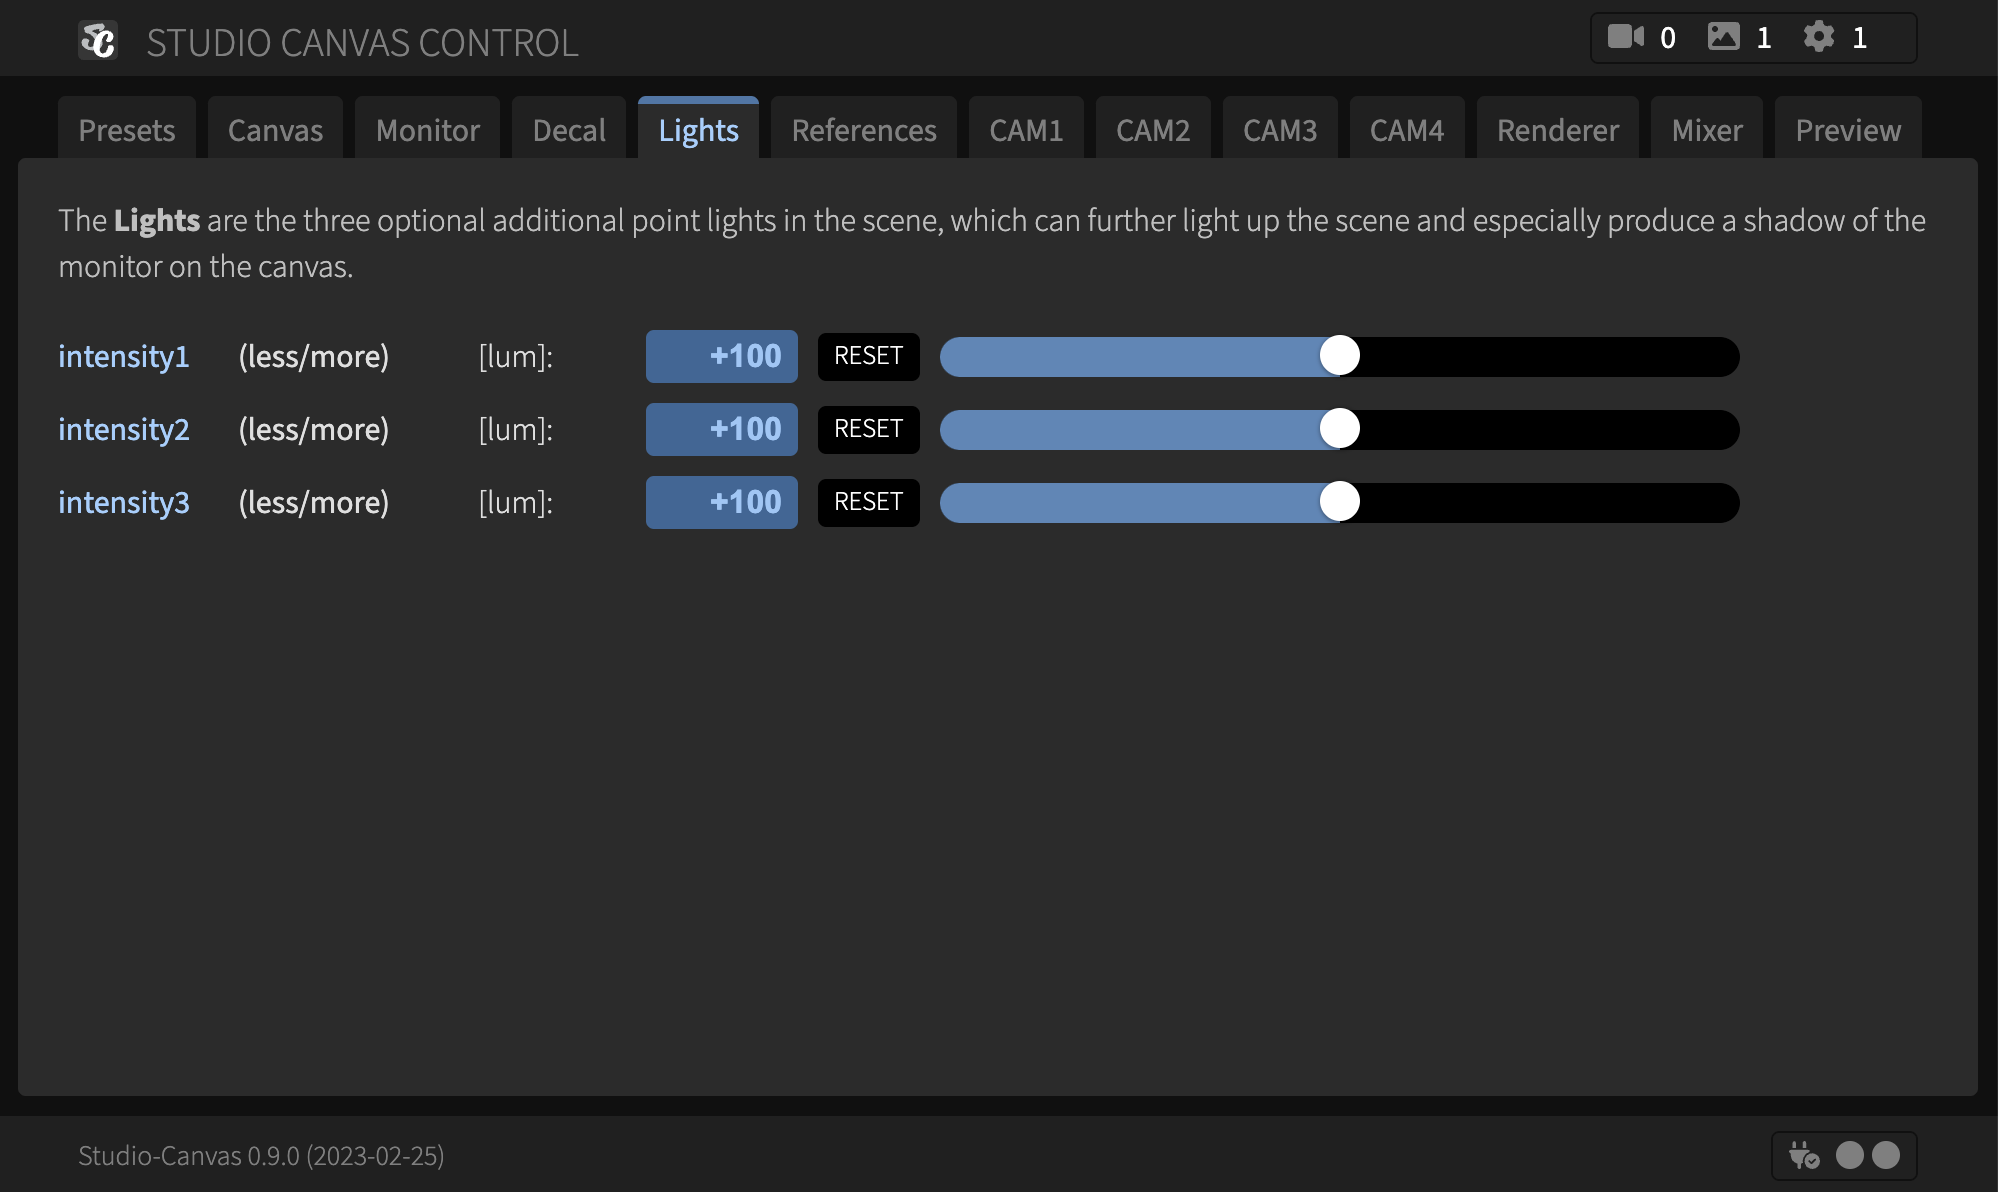 SC STUDIO CANVAS CONTROL 0 1 1
Presets Canvas Monitor Decal Lights References CAM1 CAM2 CAM3 CAM4 Renderer Mixer Preview
The Lights are the three optional additional point lights in the scene, which can further light up the scene and especially produce a shadow of the
monitor on the canvas.
intensity1 (less/more) [lum]: +100 RESET
intensity2 (less/more) [lum]: +100 RESET
intensity3 (less/more) [lum]: +100 RESET
Studio-Canvas 0.9.0 (2023-02-25)